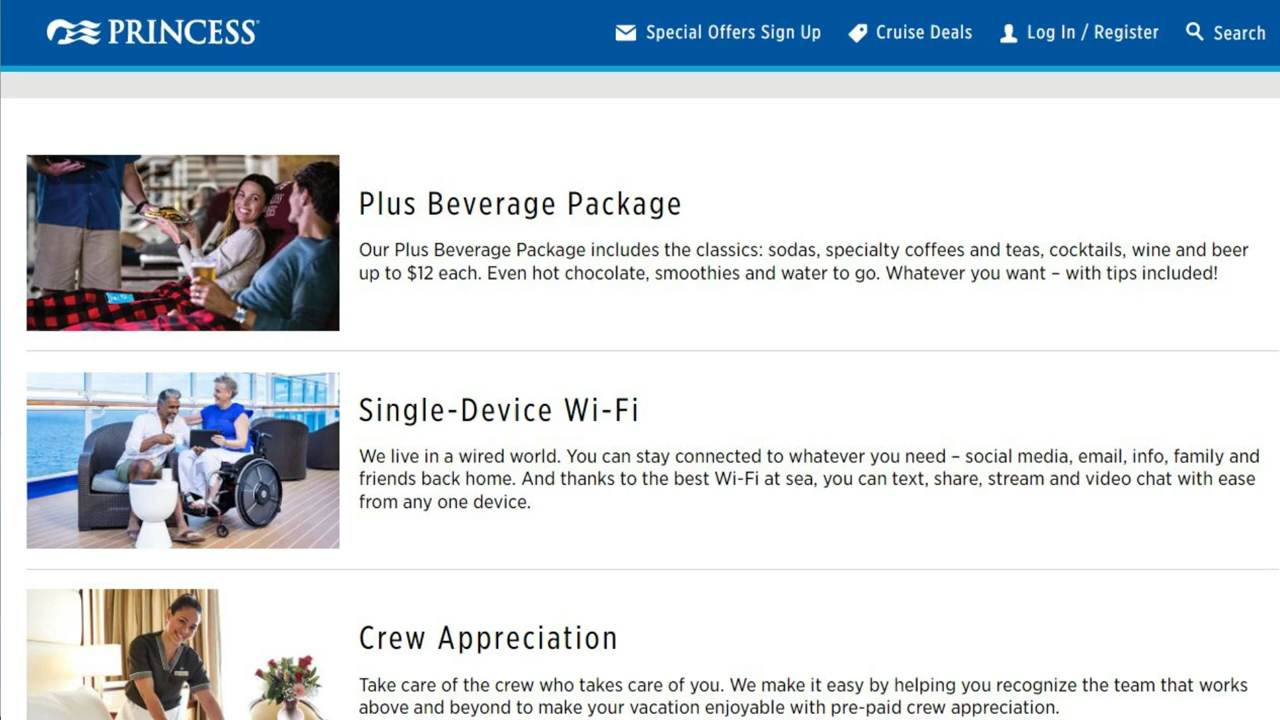 PRINCESS
Special Offers Sign Up
Cruise Deals
Log In / Register
Search
Plus Beverage Package
Our Plus Beverage Package includes the classics: sodas, specialty coffees and teas, cocktails, wine and beer
up to $12 each. Even hot chocolate, smoothies and water to go. Whatever you want – with tips included!
Single-Device Wi-Fi
We live in a wired world. You can stay connected to whatever you need – social media, email, info, family and
friends back home. And thanks to the best Wi-Fi at sea, you can text, share, stream and video chat with ease
from any one device.
Crew Appreciation
Take care of the crew who takes care of you. We make it easy by helping you recognize the team that works
above and beyond to make your vacation enjoyable with pre-paid crew appreciation.